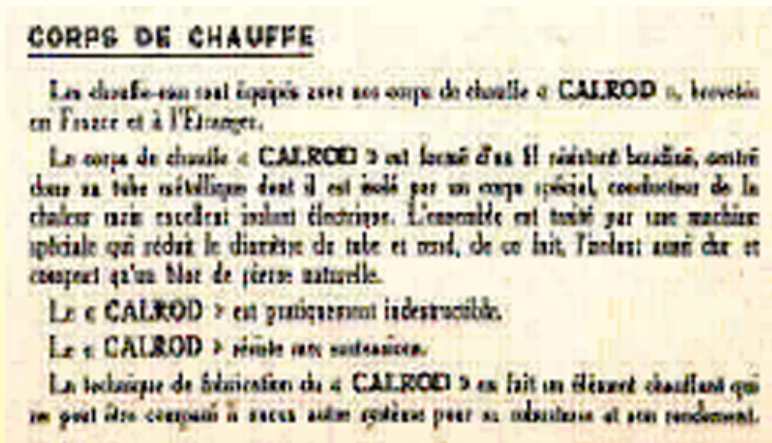 CORPS DE CHAUFFE
Les chauffe-eau sont équipés avec nos corps de chauffe « CALROD », brevetés
en France et à l'Etranger.
Le corps de chauffe « CALROD » est formé d'un fil résistant boudiné, centré
dans un tube métallique dont il est isolé par un corps spécial, conducteur de la
chaleur mais excellent isolant électrique. L'ensemble est traité par une machine
spéciale qui réduit le diamètre du tube et rend, de ce fait, l'isolant aussi dur et
compact qu'un bloc de pierre naturelle.
Le « CALROD » est pratiquement indestructible.
Le « CALROD » résiste aux
La technique de fabrication du « CALROD » en fait un élément chauffant qui
ne peut être comparé à aucun autre système pour sa robustesse et son rendement.